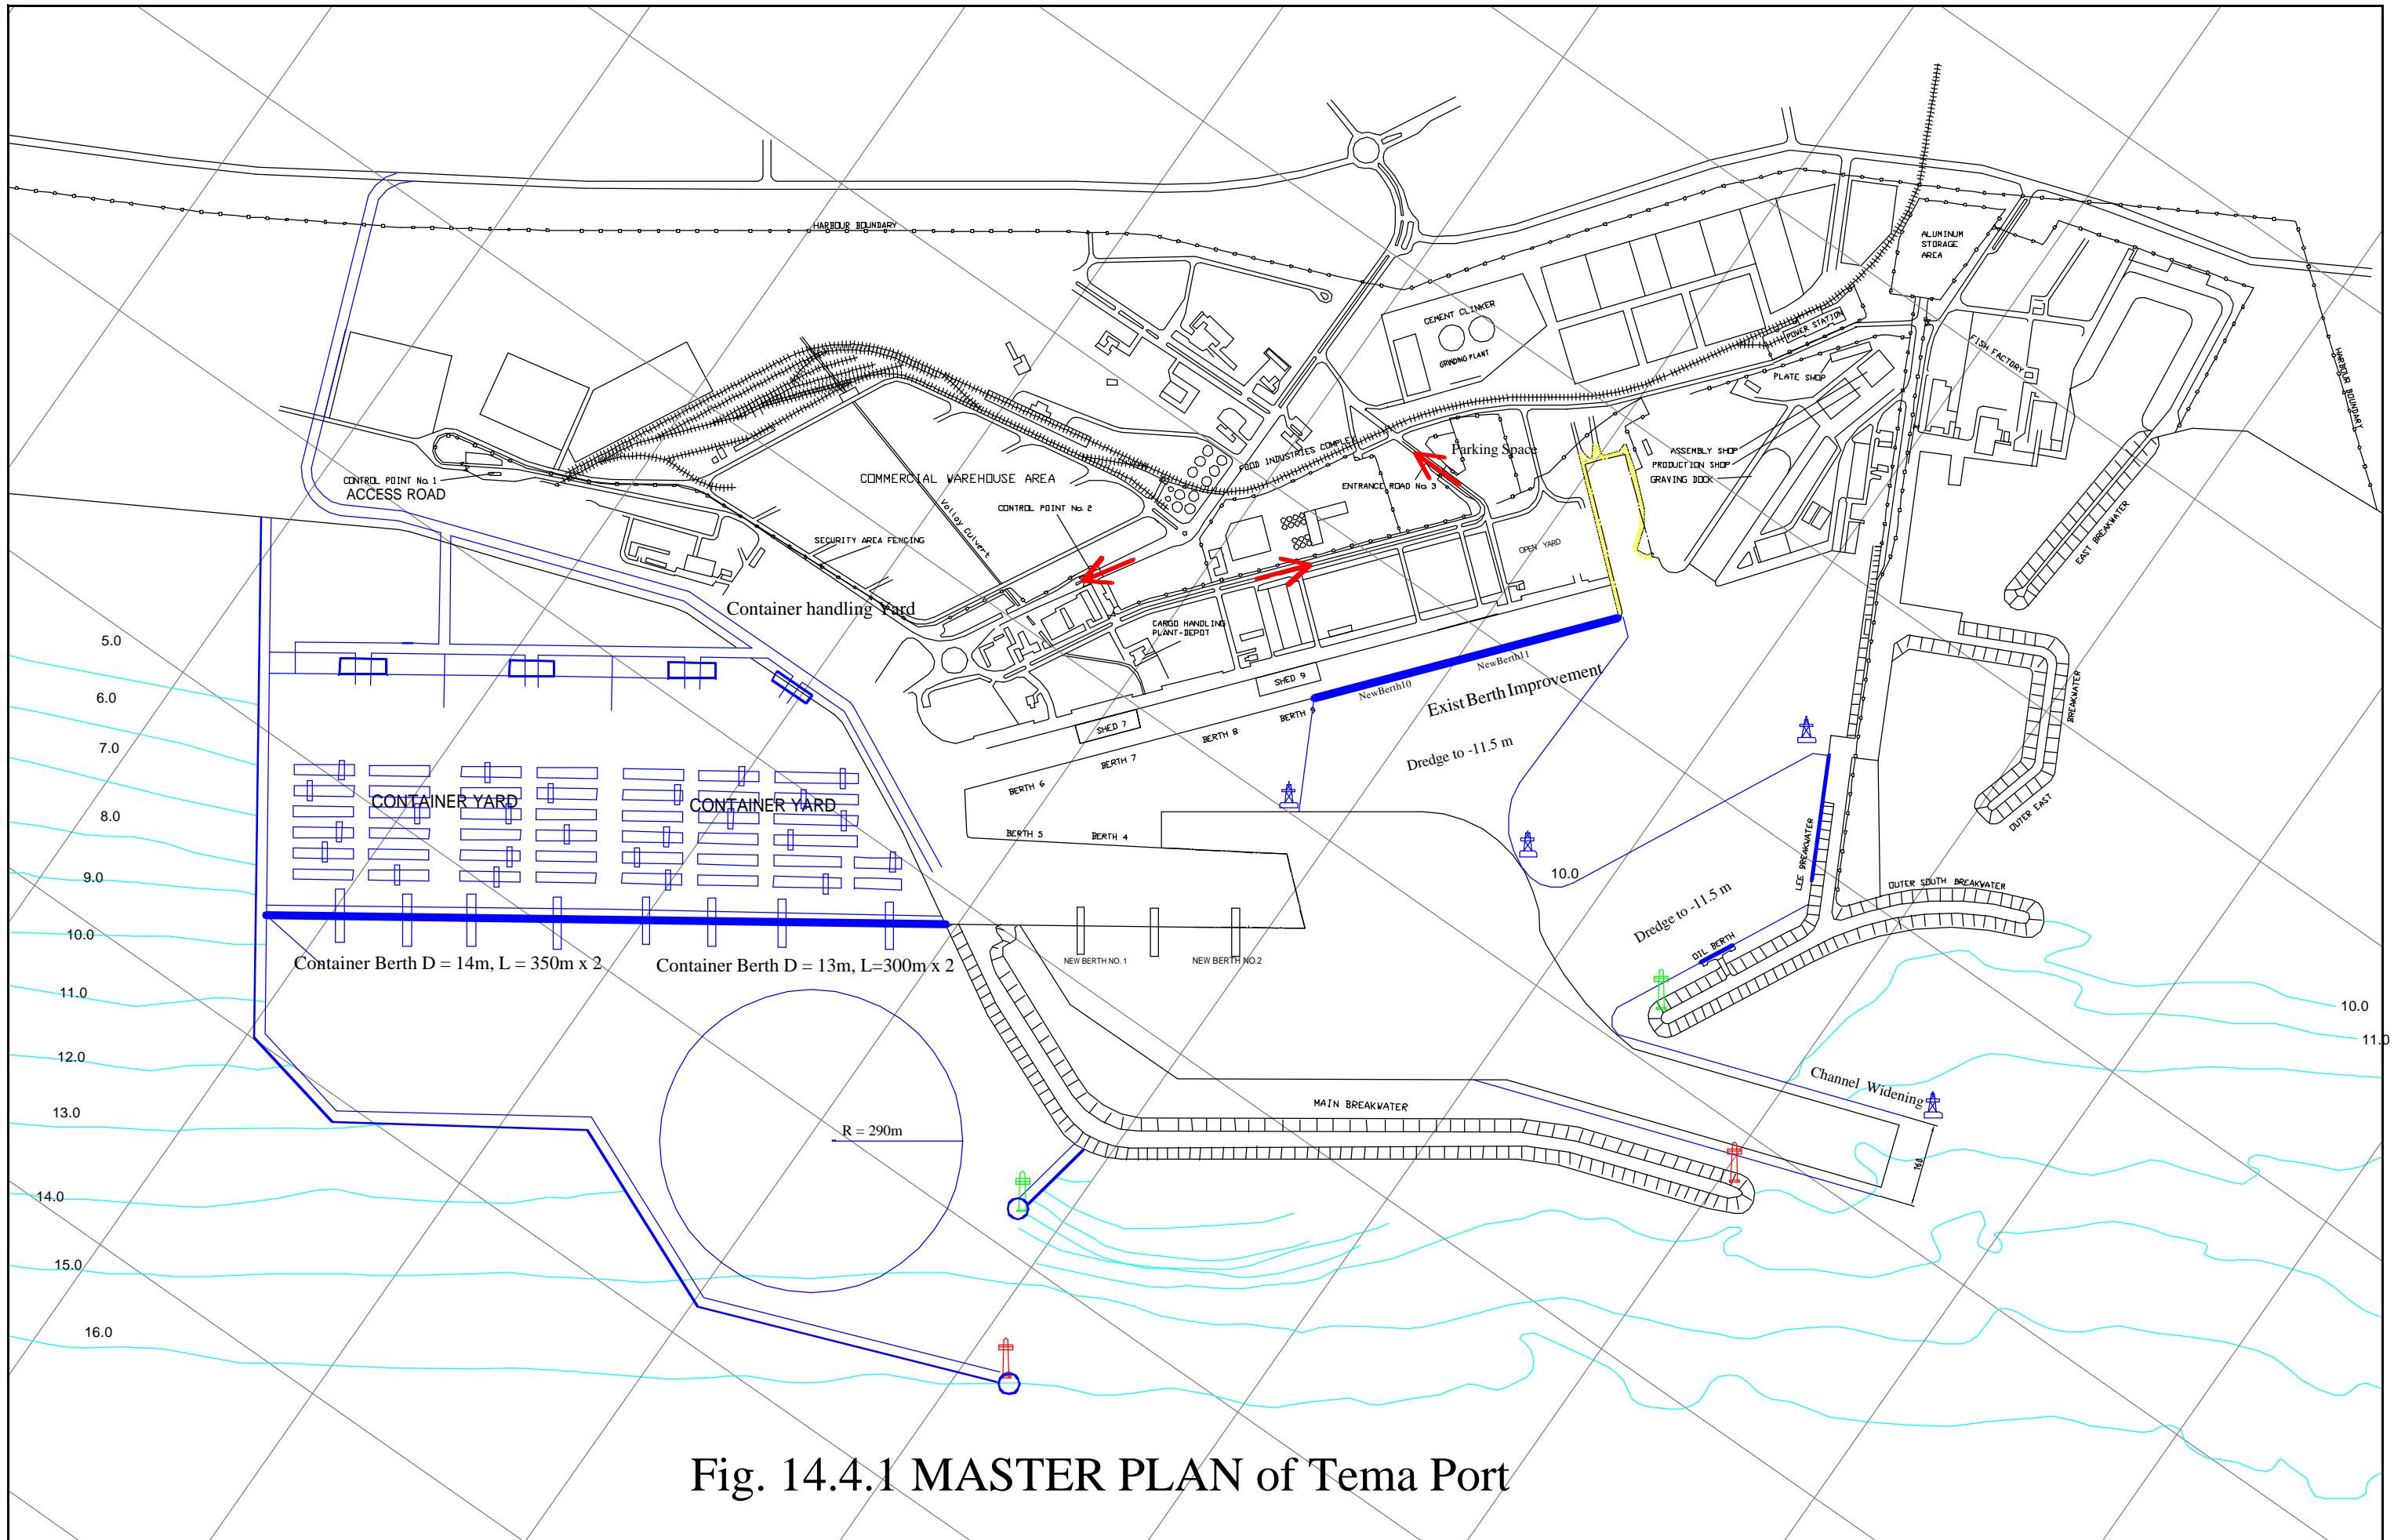 HARBOUR BOUNDARY
ALUMINUM
STORAGE
AREA
CEMENT CLINKER
GRINDING PLANT
POWER STATION
PLATE SHOP
FISH FACTORY
HARBOUR BOUNDARY
FOOD INDUSTRIES COMPLEX
Parking Space
ASSEMBLY SHOP
PRODUCTION SHOP
GRAVING DOCK
CONTROL POINT No. 1
ACCESS ROAD
COMMERCIAL WAREHOUSE AREA
ENTRANCE ROAD No. 3
CONTROL POINT No. 2
Volloy Culvert
SECURITY AREA FENCING
OPEN YARD
EAST BREAKWATER
Container handling Yard
CARGO HANDLING
PLANT-DEPOT
5.0
6.0
7.0
8.0
9.0
10.0
11.0
12.0
13.0
14.0
15.0
16.0
SHED 9
SHED 7
NewBerth11
NewBerth10
Exist Berth Improvement
BERTH 9
BERTH 8
BERTH 7
BERTH 6
BERTH 5
BERTH 4
Dredge to -11.5 m
BREAKWATER
OUTER EAST
CONTAINER YARD
CONTAINER YARD
LEE BREAKWATER
10.0
OUTER SOUTH BREAKWATER
Dredge to -11.5 m
OIL BERTH
Container Berth D = 14m, L = 350m x 2
Container Berth D = 13m, L=300m x 2
NEW BERTH NO. 1
NEW BERTH NO.2
10.0
11.0
Channel Widening
MAIN BREAKWATER
R = 290m
160
Fig. 14.4.1 MASTER PLAN of Tema Port